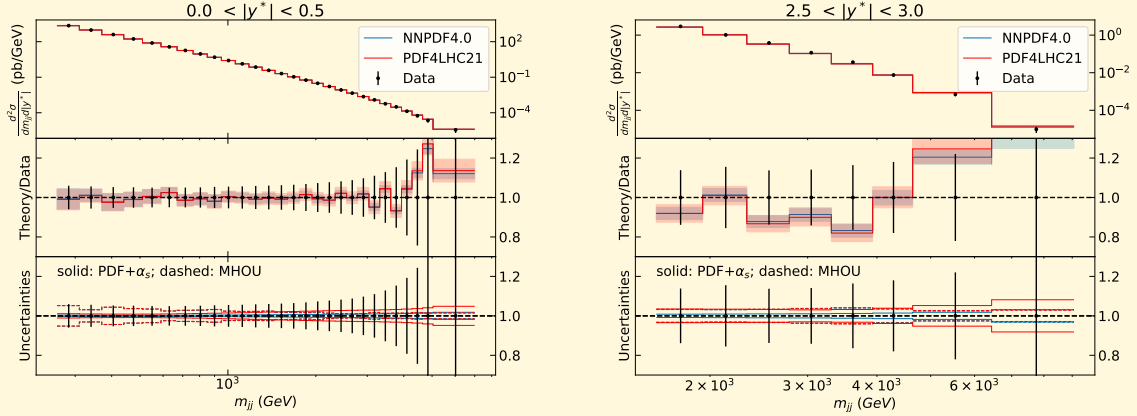 0.0 < |y*| < 0.5
d²σ/dm_jj d|y*| (pb/GeV)
10²
10⁻¹
10⁻⁴
NNPDF4.0
PDF4LHC21
Data
Theory/Data
1.2
1.0
0.8
solid: PDF+α_s; dashed: MHOU
Uncertainties
1.2
1.0
0.8
10³
m_jj (GeV)
2.5 < |y*| < 3.0
d²σ/dm_jj d|y*| (pb/GeV)
10⁰
10⁻²
10⁻⁴
NNPDF4.0
PDF4LHC21
Data
Theory/Data
1.2
1.0
0.8
solid: PDF+α_s; dashed: MHOU
Uncertainties
1.2
1.0
0.8
2 × 10³ 3 × 10³ 4 × 10³ 6 × 10³
m_jj (GeV)